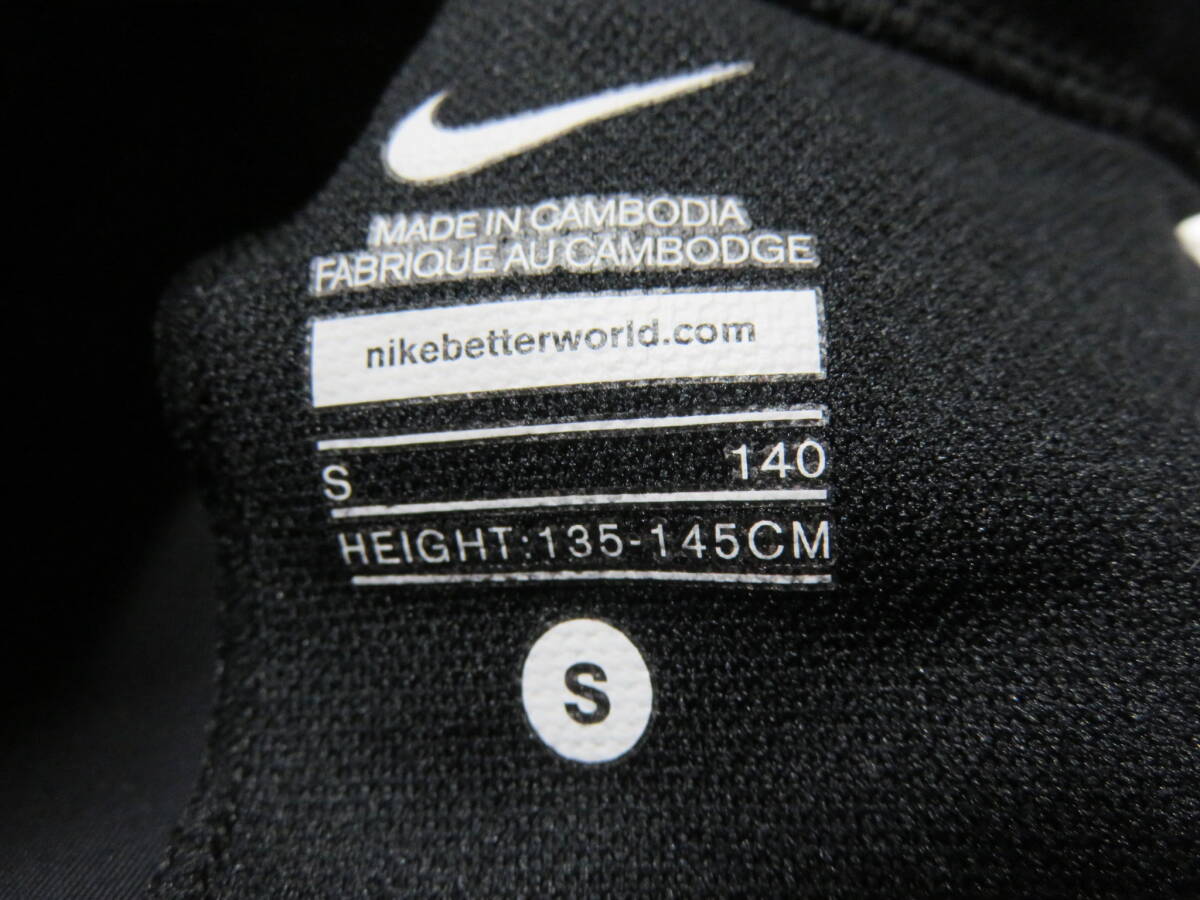 MADE IN CAMBODIA
FABRIQUE AU CAMBODGE
nikebetterworld.com
S 140
HEIGHT:135-145CM
S